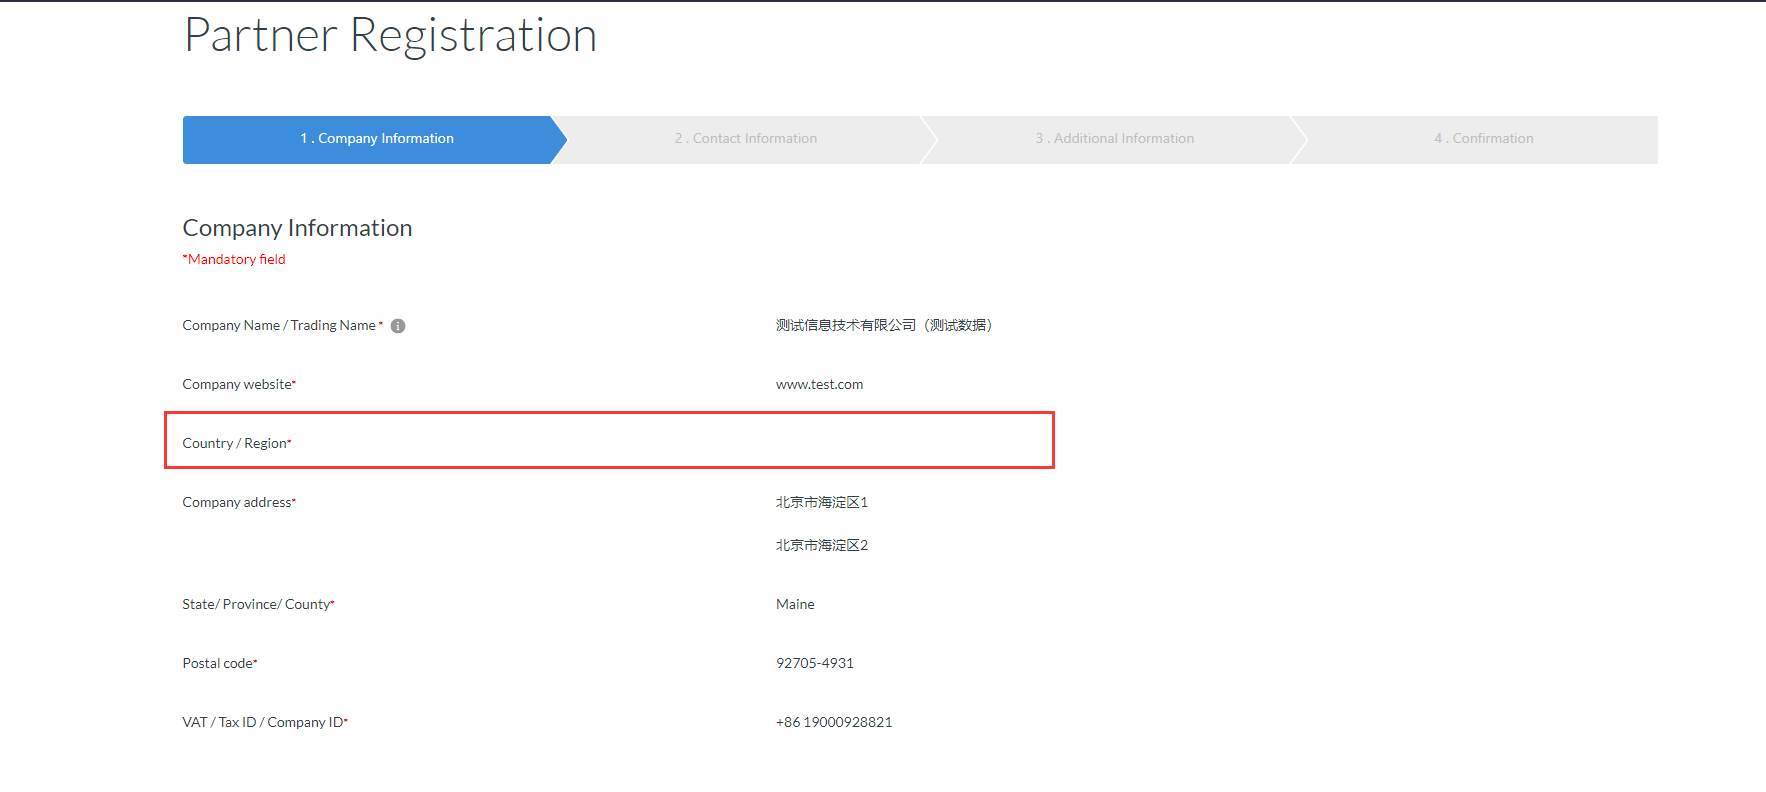 Partner Registration
1 . Company Information
2 . Contact Information
3 . Additional Information
4 . Confirmation
Company Information
*Mandatory field
Company Name / Trading Name * i
测试信息技术有限公司（测试数据）
Company website*
www.test.com
Country / Region*
Company address*
北京市海淀区1
北京市海淀区2
State/ Province/ County*
Maine
Postal code*
92705-4931
VAT / Tax ID / Company ID*
+86 19000928821